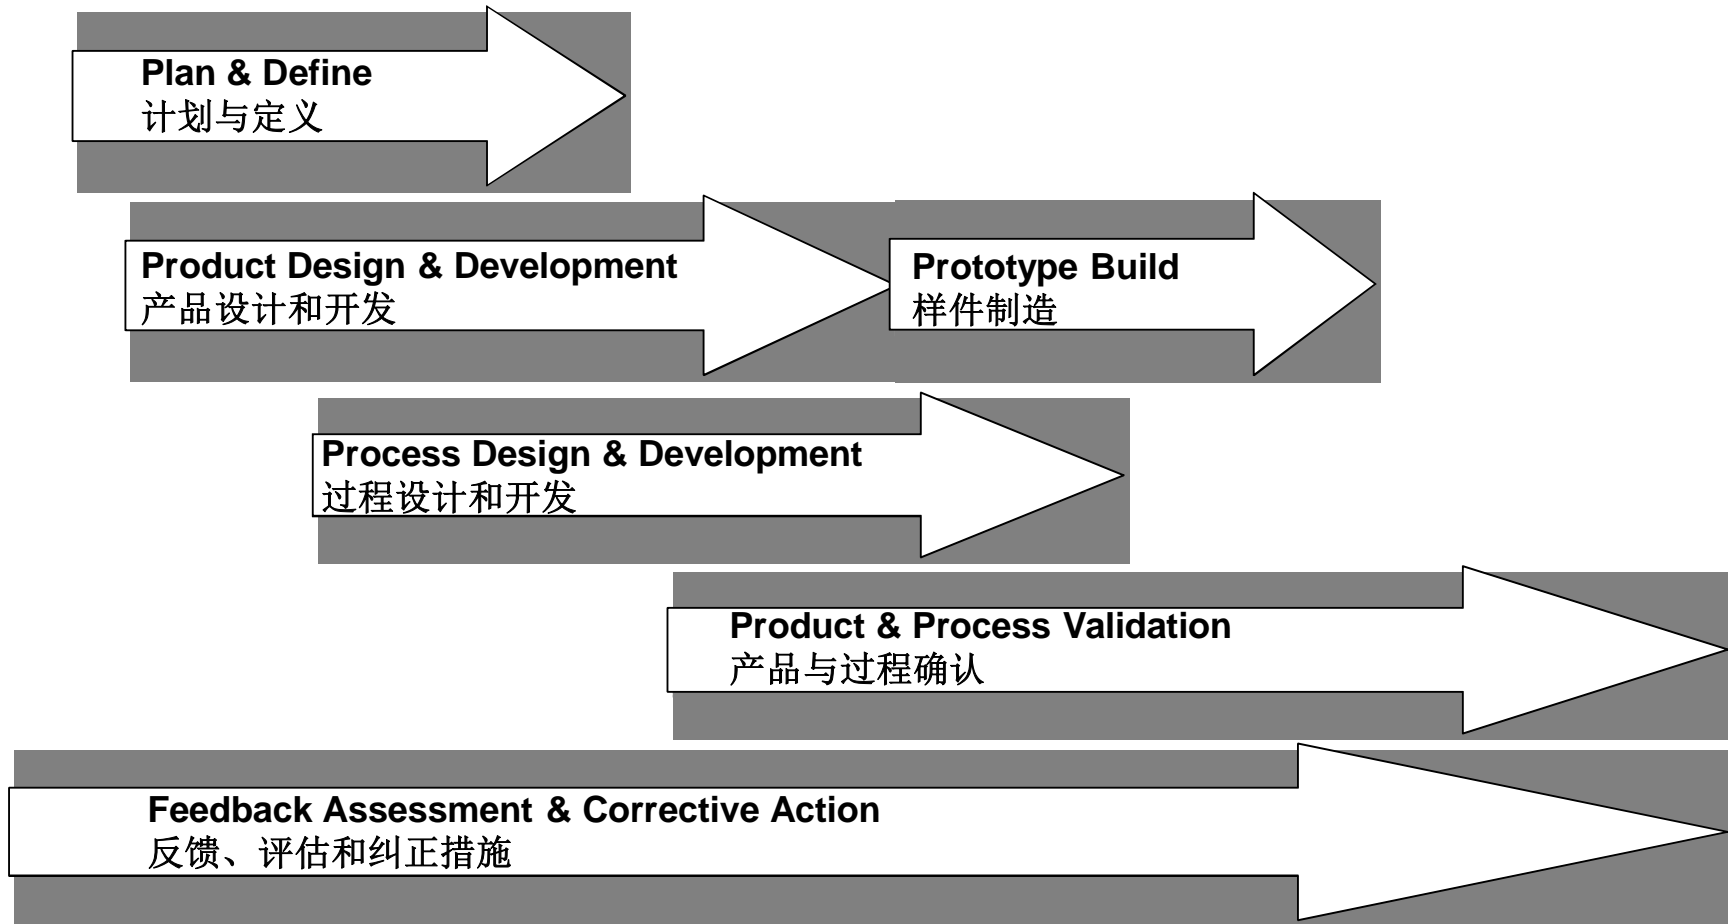 Plan & Define
计划与定义
Product Design & Development
产品设计和开发
Prototype Build
样件制造
Process Design & Development
过程设计和开发
Product & Process Validation
产品与过程确认
Feedback Assessment & Corrective Action
反馈、评估和纠正措施